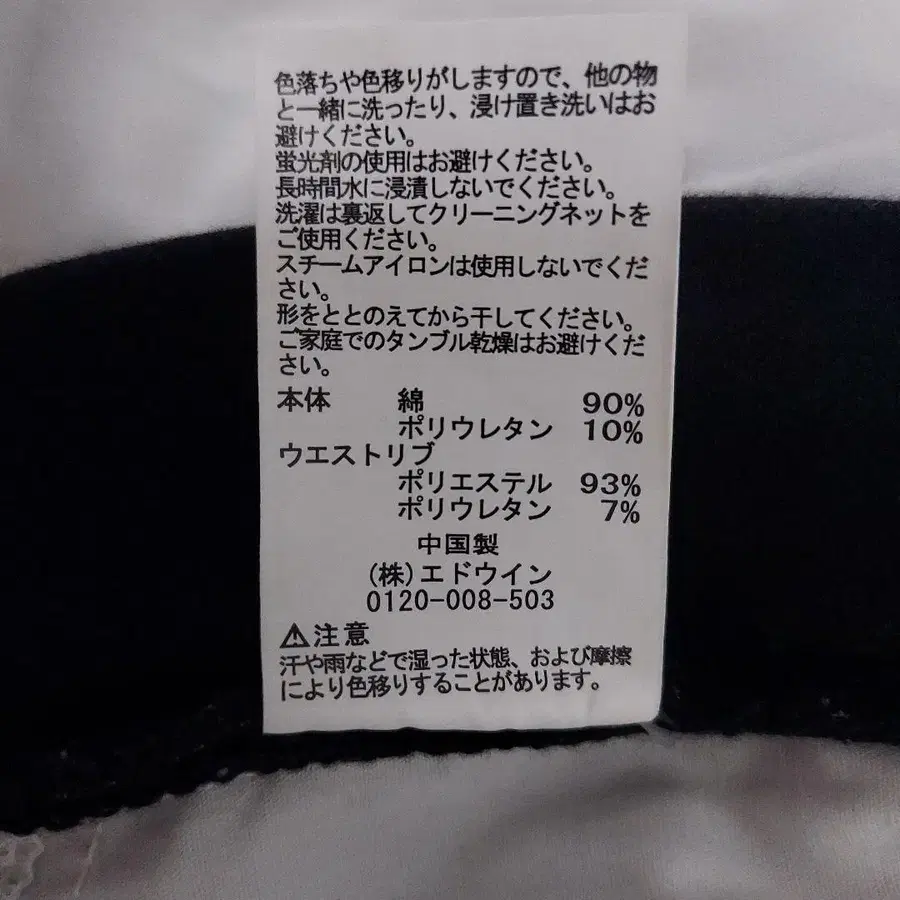 色落ちや色移りがしますので、他の物
と一緒に洗ったり、浸け置き洗いはお
避けください。
蛍光剤の使用はお避けください。
長時間水に浸漬しないでください。
洗濯は裏返してクリーニングネットを
ご使用ください。
スチームアイロンは使用しないでくだ
さい。
形をととのえてから干してください。
ご家庭でのタンブル乾燥はお避けくだ
さい。
本体 綿 90%
ポリウレタン 10%
ウエストリブ
ポリエステル 93%
ポリウレタン 7%
中国製
(株)エドウイン
0120-008-503
⚠注意
汗や雨などで湿った状態、および摩擦
により色移りすることがあります。